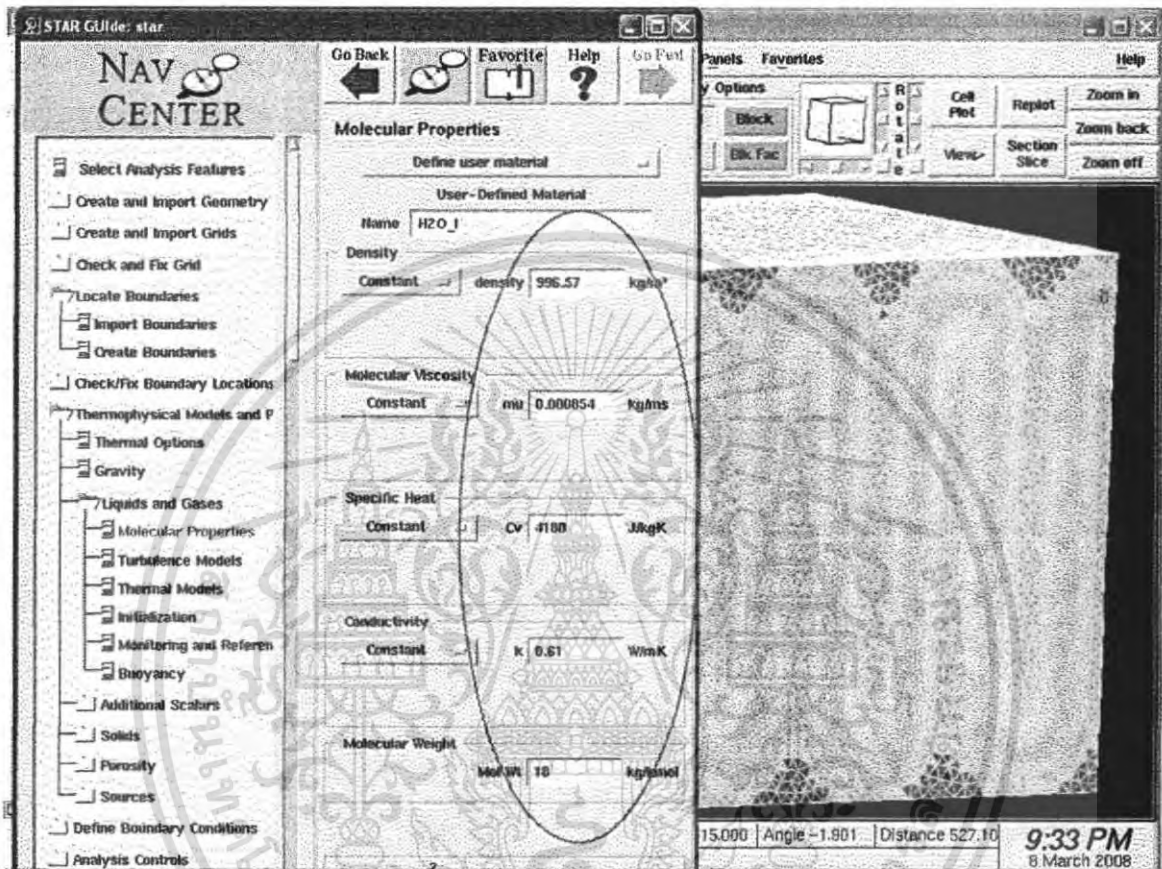 STAR GUIde: star
NAV
CENTER
Select Analysis Features
Create and Import Geometry
Create and Import Grids
Check and Fix Grid
Locate Boundaries
Import Boundaries
Create Boundaries
Check/Fix Boundary Locations
Thermophysical Models and P
Thermal Options
Gravity
Liquids and Gases
Molecular Properties
Turbulence Models
Thermal Models
Initialization
Monitoring and Referen
Buoyancy
Additional Scalars
Solids
Porosity
Sources
Define Boundary Conditions
Analysis Controls
Go Back Favorite Help Go Fwd
Molecular Properties
Define user material
User-Defined Material
Name H2O_l
Density
Constant density 996.57 kg/m³
Molecular Viscosity
Constant mu 0.000854 kg/ms
Specific Heat
Constant Cv 4180 J/kgK
Conductivity
Constant k 0.61 W/mK
Molecular Weight
Mol Wt 18 kg/kmol
Panels Favorites Help
y Options
Block
Blk Fac
Rotate
Cell Plot
Replot
Zoom in
Zoom back
View>
Section Slice
Zoom off
15.000 Angle -1.901 Distance 527.10
9:33 PM
8 March 2008